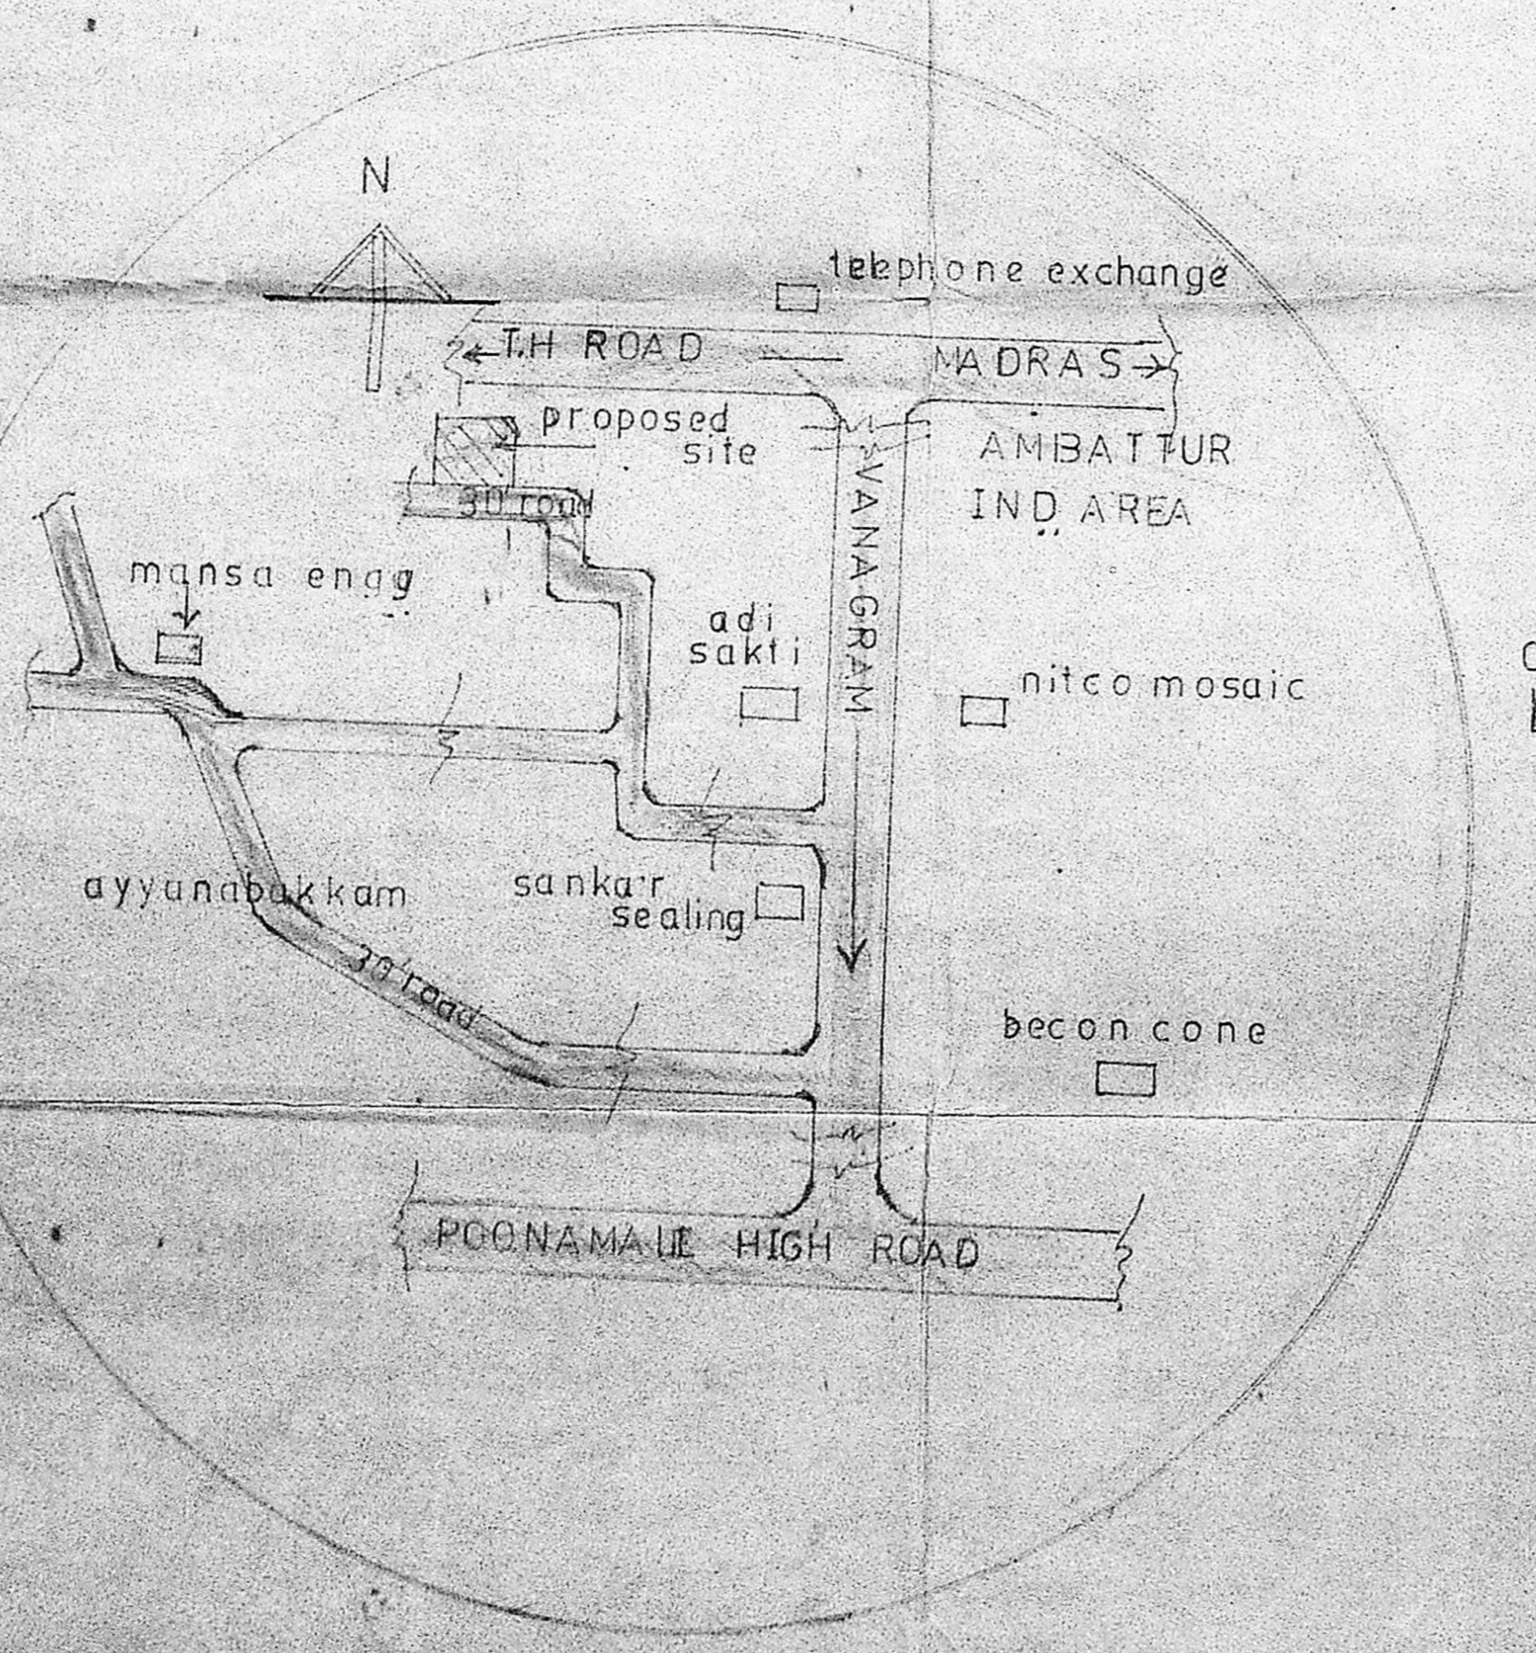 N
telephone exchange
T.H ROAD
MADRAS
proposed
site
AMBATTUR
IND. AREA
30' road
VANAGRAM
mansa engg
adi
sakti
nitco mosaic
ayyanabakkam
sankar
sealing
30' road
becon cone
POONAMALLE HIGH ROAD